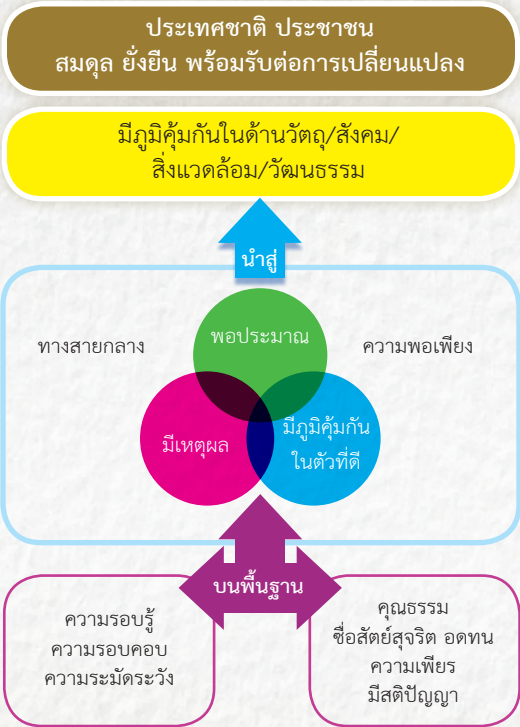 ประเทศชาติ ประชาชน
สมดุล ยั่งยืน พร้อมรับต่อการเปลี่ยนแปลง
มีภูมิคุ้มกันในด้านวัตถุ/สังคม/
สิ่งแวดล้อม/วัฒนธรรม
นำสู่
ทางสายกลาง
พอประมาณ
ความพอเพียง
มีเหตุผล
มีภูมิคุ้มกัน
ในตัวที่ดี
บนพื้นฐาน
ความรอบรู้
ความรอบคอบ
ความระมัดระวัง
คุณธรรม
ซื่อสัตย์สุจริต อดทน
ความเพียร
มีสติปัญญา